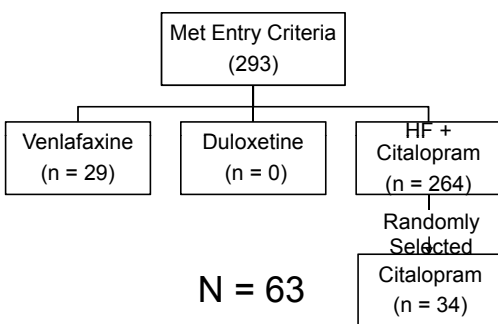 Met Entry Criteria
(293)
Venlafaxine
(n = 29)
Duloxetine
(n = 0)
HF +
Citalopram
(n = 264)
Randomly
Selected
Citalopram
(n = 34)
N = 63